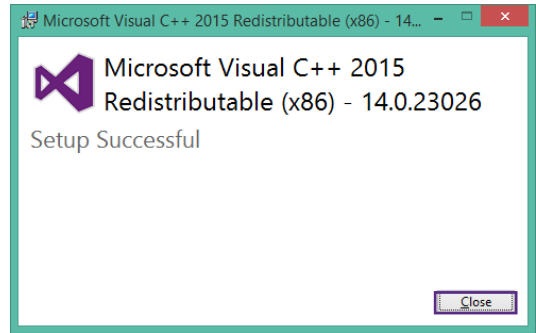 Microsoft Visual C++ 2015 Redistributable (x86) - 14...
Microsoft Visual C++ 2015
Redistributable (x86) - 14.0.23026
Setup Successful
Close